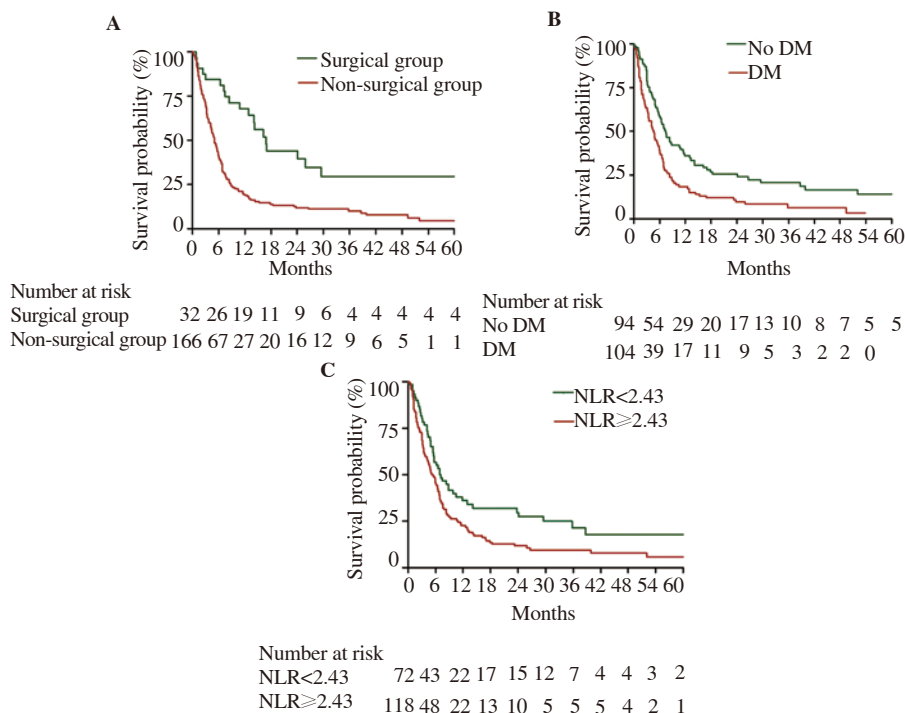 A
Survival probability (%)
100
75
50
25
0
Surgical group
Non-surgical group
0 6 12 18 24 30 36 42 48 54 60
Months
Number at risk
Surgical group 32 26 19 11 9 6 4 4 4 4 4
Non-surgical group 166 67 27 20 16 12 9 6 5 1 1
B
Survival probability (%)
100
75
50
25
0
No DM
DM
0 6 12 18 24 30 36 42 48 54 60
Months
Number at risk
No DM 94 54 29 20 17 13 10 8 7 5 5
DM 104 39 17 11 9 5 3 2 2 0
C
Survival probability (%)
100
75
50
25
0
NLR<2.43
NLR⩾2.43
0 6 12 18 24 30 36 42 48 54 60
Months
Number at risk
NLR<2.43 72 43 22 17 15 12 7 4 4 3 2
NLR⩾2.43 118 48 22 13 10 5 5 5 4 2 1